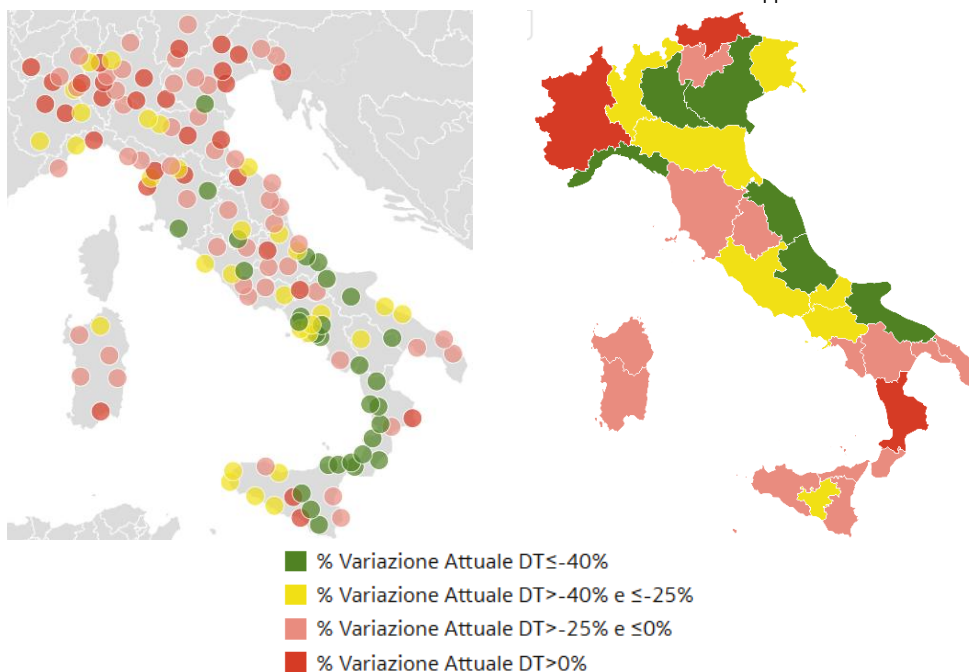 % Variazione Attuale DT≤-40%
% Variazione Attuale DT>-40% e ≤-25%
% Variazione Attuale DT>-25% e ≤0%
% Variazione Attuale DT>0%